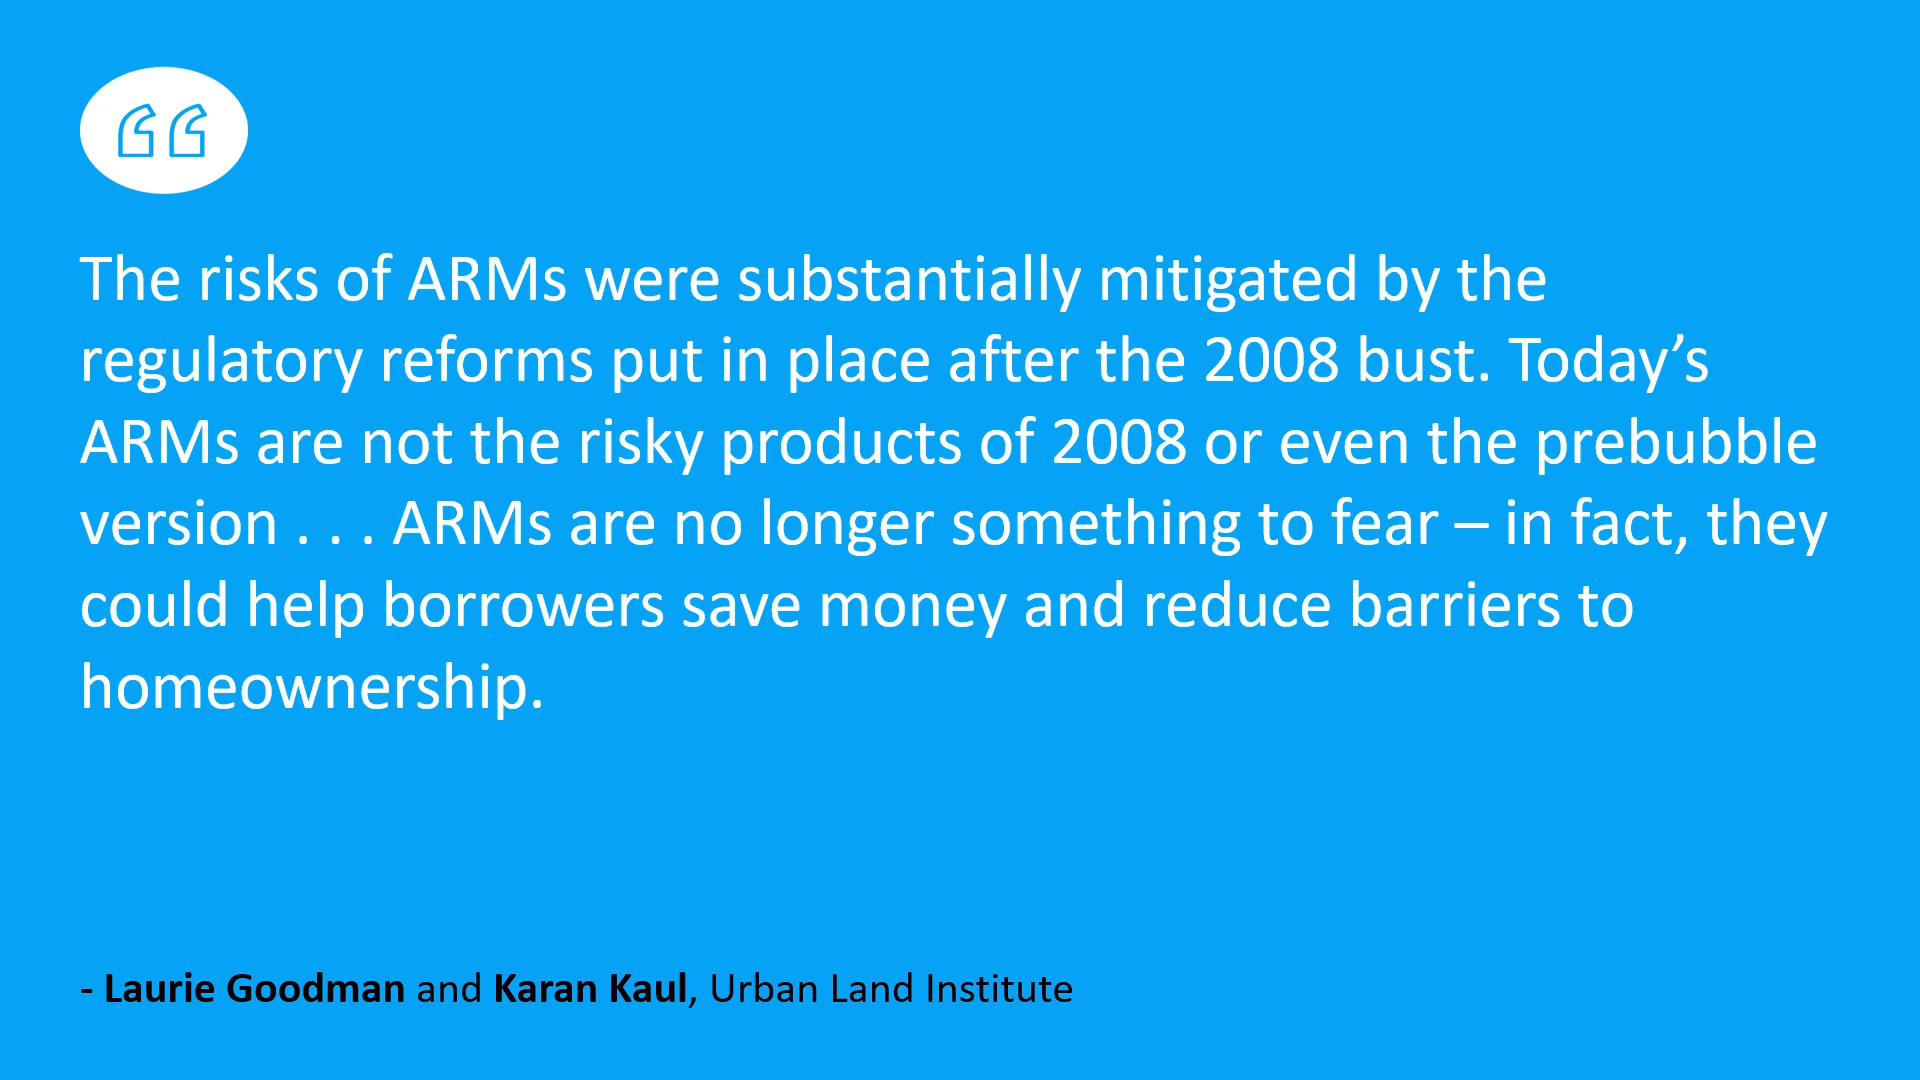 “
The risks of ARMs were substantially mitigated by the
regulatory reforms put in place after the 2008 bust. Today’s
ARMs are not the risky products of 2008 or even the prebubble
version . . . ARMs are no longer something to fear – in fact, they
could help borrowers save money and reduce barriers to
homeownership.
- Laurie Goodman and Karan Kaul, Urban Land Institute